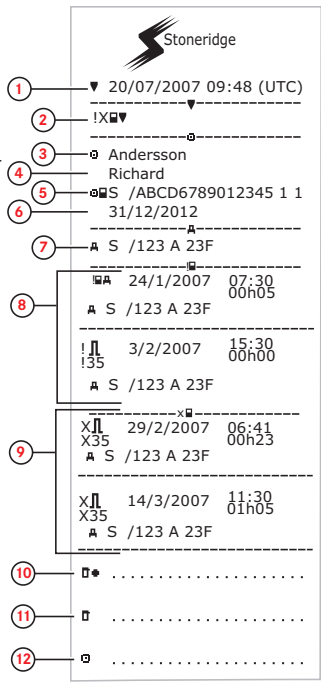 Stoneridge
1 ▼ 20/07/2007 09:48 (UTC)
2 !X▼
3 Andersson
4 Richard
5 S /ABCD6789012345 1 1
6 31/12/2012
7 S /123 A 23F
8 ! 24/1/2007 07:30
00h05
S /123 A 23F
! 3/2/2007 15:30
!35 00h00
S /123 A 23F
9 X
X 29/2/2007 06:41
X35 00h23
S /123 A 23F
X 14/3/2007 11:30
X35 01h05
S /123 A 23F
10 . . . . . . . . . . . . . . . . . . . . .
11 . . . . . . . . . . . . . . . . . . . . .
12 . . . . . . . . . . . . . . . . . . . . .